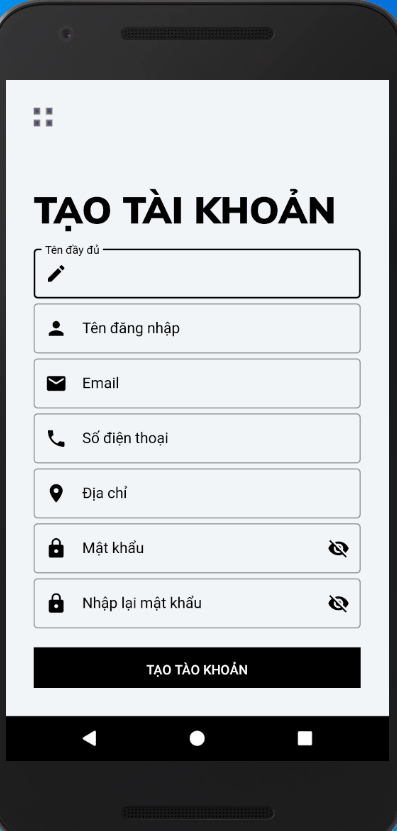 TẠO TÀI KHOẢN
Tên đầy đủ
Tên đăng nhập
Email
Số điện thoại
Địa chỉ
Mật khẩu
Nhập lại mật khẩu
TẠO TÀO KHOẢN